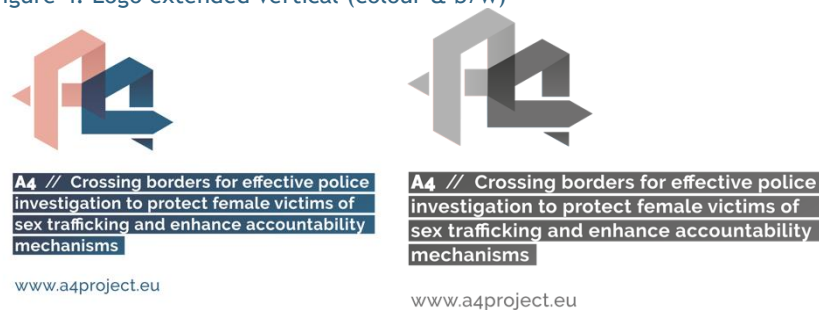 Figure 4: Logo extended vertical (colour & b/w)
A4 // Crossing borders for effective police
investigation to protect female victims of
sex trafficking and enhance accountability
mechanisms
www.a4project.eu
A4 // Crossing borders for effective police
investigation to protect female victims of
sex trafficking and enhance accountability
mechanisms
www.a4project.eu